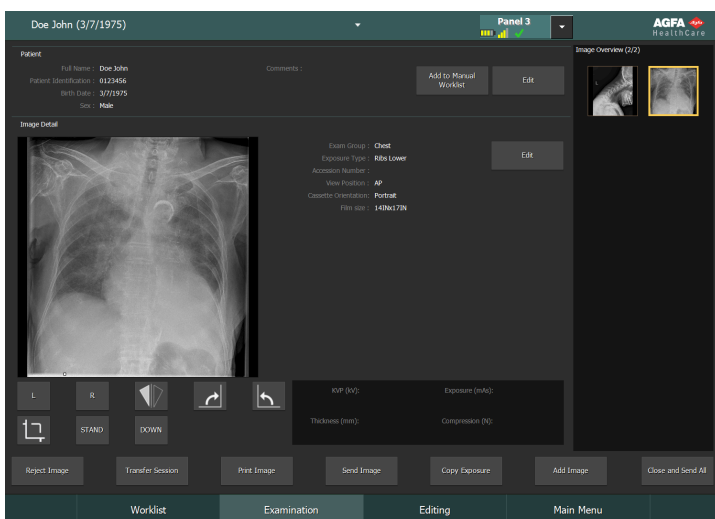 Doe John (3/7/1975)
Panel 3
AGFA
HealthCare
Patient
Full Name : Doe John
Patient Identification : 0123456
Birth Date : 3/7/1975
Sex : Male
Comments :
Add to Manual
Worklist
Edit
Image Overview (2/2)
Image Detail
Exam Group : Chest
Exposure Type : Ribs Lower
Accession Number :
View Position : AP
Cassette Orientation: Portrait
Film size : 14INx17IN
Edit
L
R
STAND
DOWN
KVP (kV):
Exposure (mAs):
Thickness (mm):
Compression (N):
Reject Image
Transfer Session
Print Image
Send Image
Copy Exposure
Add Image
Close and Send All
Worklist
Examination
Editing
Main Menu